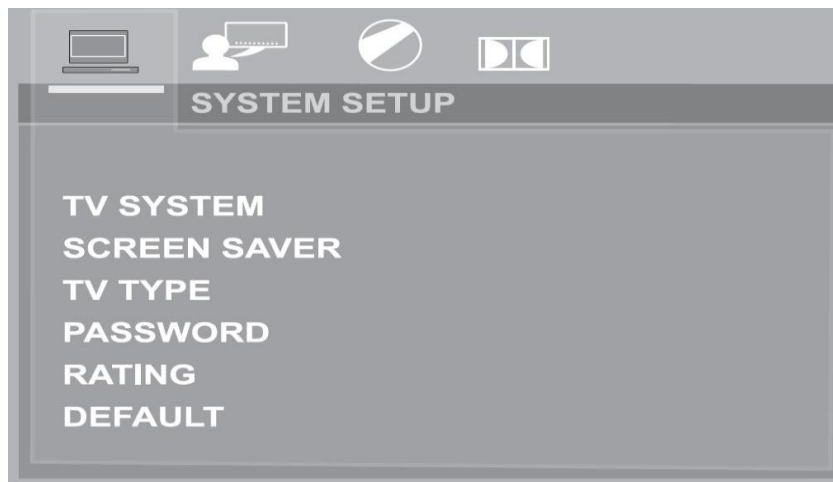 SYSTEM SETUP
TV SYSTEM
SCREEN SAVER
TV TYPE
PASSWORD
RATING
DEFAULT